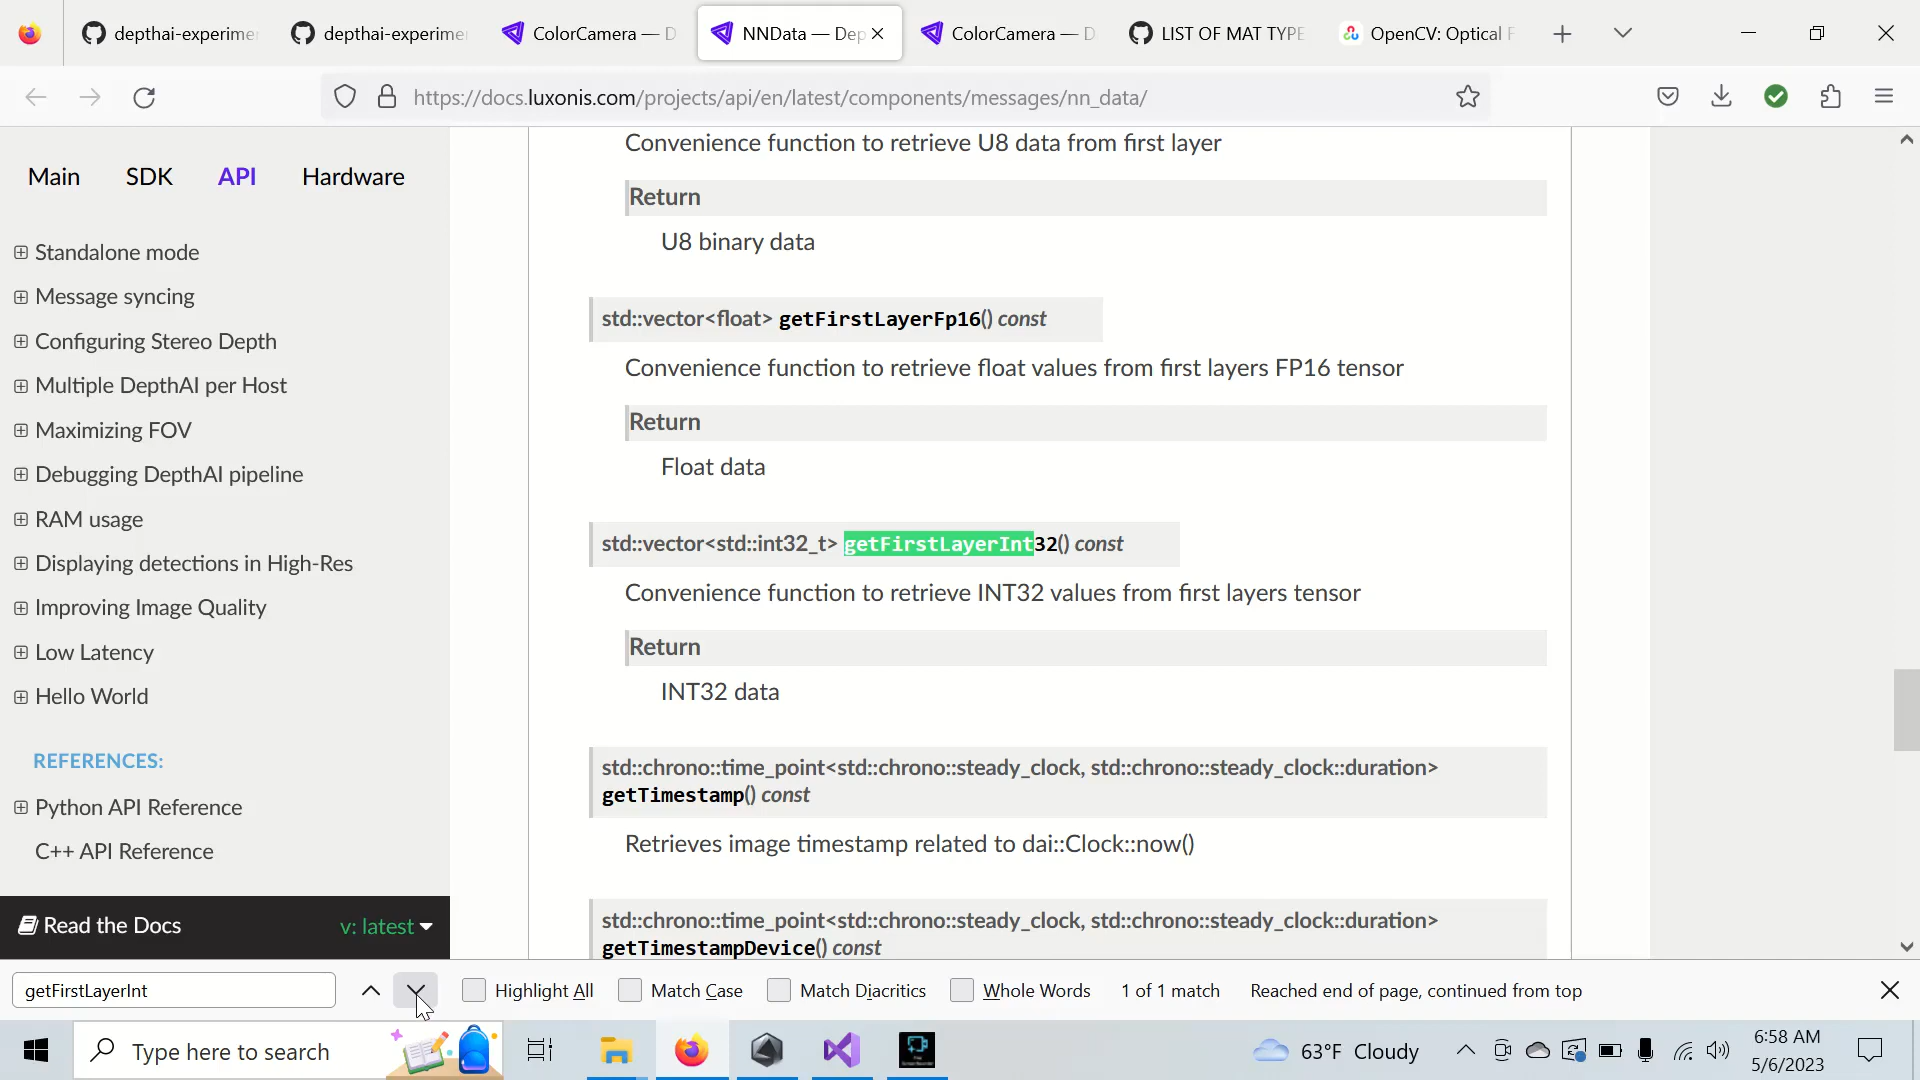 depthai-experime
depthai-experime
ColorCamera — D
NNData — Dep
ColorCamera — D
LIST OF MAT TYPE
OpenCV: Optical F
https://docs.luxonis.com/projects/api/en/latest/components/messages/nn_data/
Main SDK API Hardware
Standalone mode
Message syncing
Configuring Stereo Depth
Multiple DepthAI per Host
Maximizing FOV
Debugging DepthAI pipeline
RAM usage
Displaying detections in High-Res
Improving Image Quality
Low Latency
Hello World
REFERENCES:
Python API Reference
C++ API Reference
Read the Docs v: latest
Convenience function to retrieve U8 data from first layer
Return
U8 binary data
std::vector<float> getFirstLayerFp16() const
Convenience function to retrieve float values from first layers FP16 tensor
Return
Float data
std::vector<std::int32_t> getFirstLayerInt32() const
Convenience function to retrieve INT32 values from first layers tensor
Return
INT32 data
std::chrono::time_point<std::chrono::steady_clock, std::chrono::steady_clock::duration>
getTimestamp() const
Retrieves image timestamp related to dai::Clock::now()
std::chrono::time_point<std::chrono::steady_clock, std::chrono::steady_clock::duration>
getTimestampDevice() const
getFirstLayerInt Highlight All Match Case Match Diacritics Whole Words 1 of 1 match Reached end of page, continued from top
Type here to search
63°F Cloudy
6:58 AM
5/6/2023